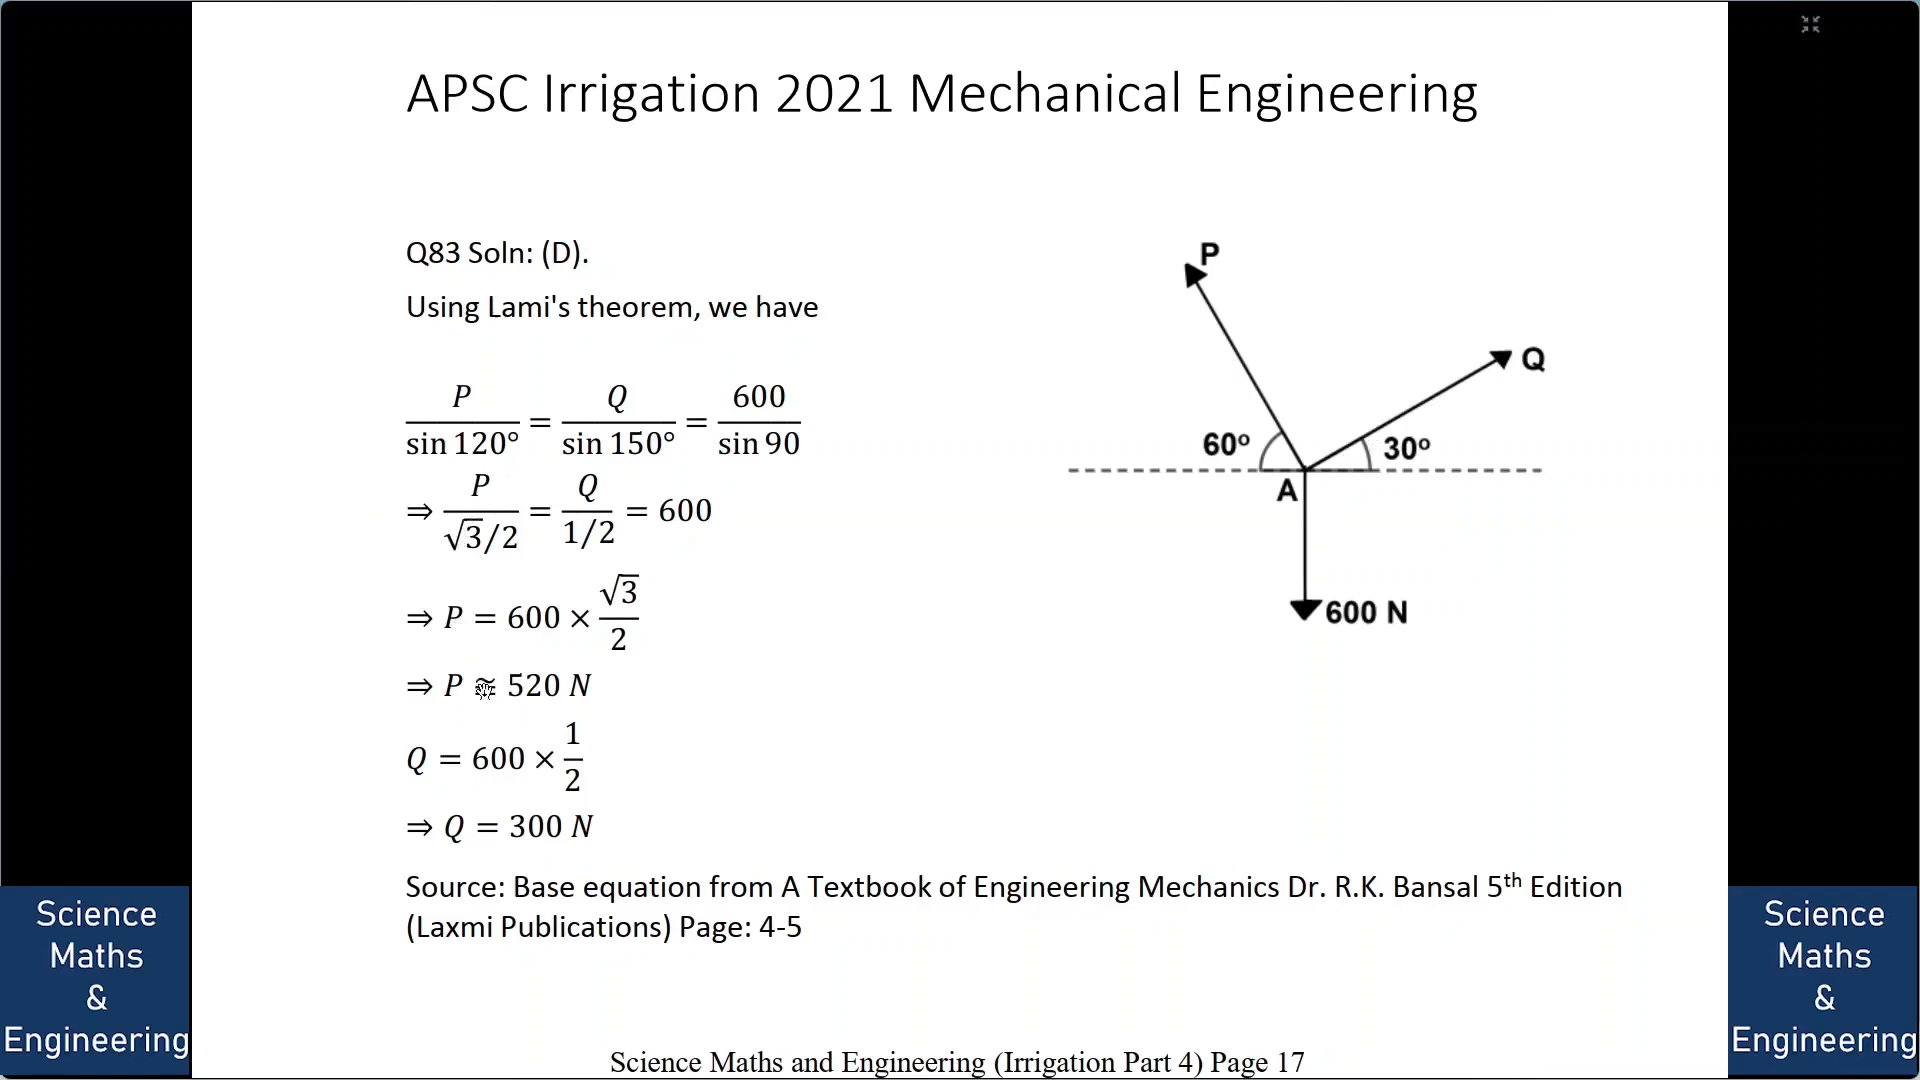 APSC Irrigation 2021 Mechanical Engineering
Q83 Soln: (D).
Using Lami's theorem, we have
P/sin 120° = Q/sin 150° = 600/sin 90
⇒ P/√3/2 = Q/1/2 = 600
⇒ P = 600 × √3/2
⇒ P ≅ 520 N
Q = 600 × 1/2
⇒ Q = 300 N
P
Q
60o
30o
A
600 N
Source: Base equation from A Textbook of Engineering Mechanics Dr. R.K. Bansal 5th Edition
(Laxmi Publications) Page: 4-5
Science
Maths
&
Engineering
Science
Maths
&
Engineering
Science Maths and Engineering (Irrigation Part 4) Page 17